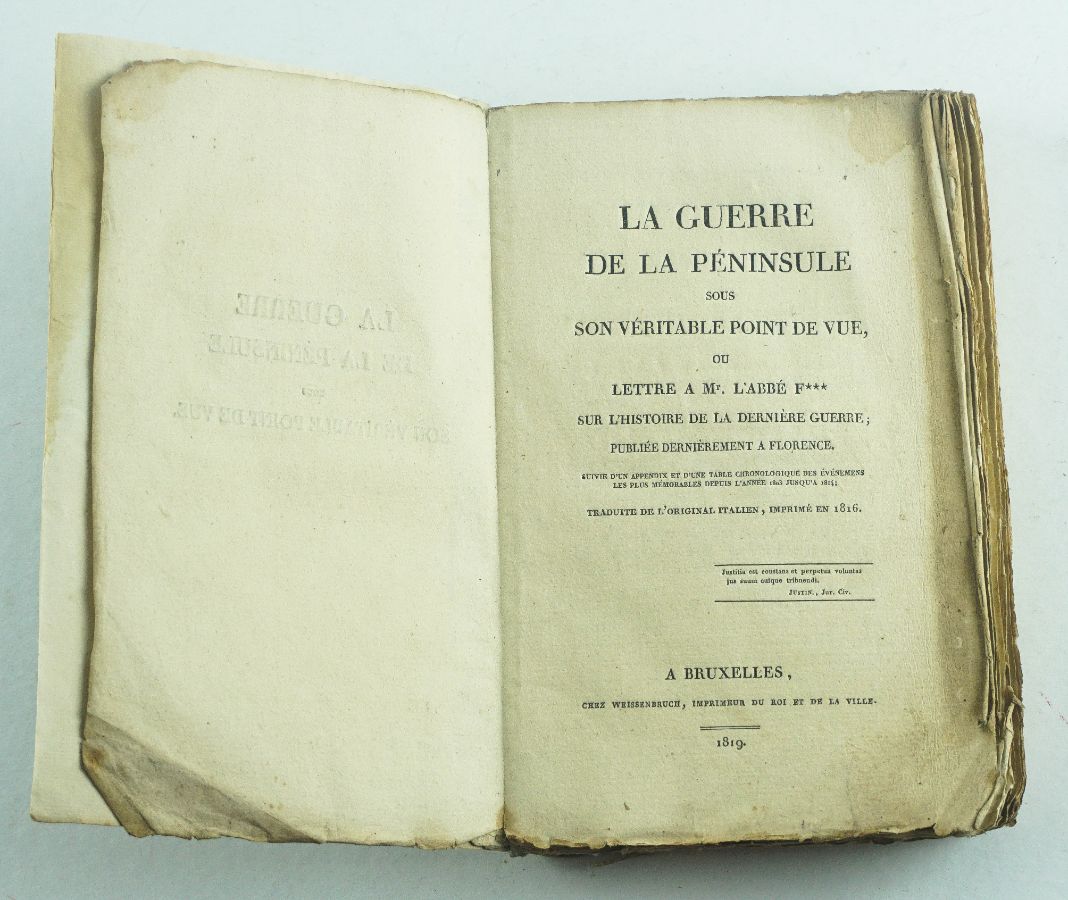 LA GUERRE
DE LA PÉNINSULE
SOUS
SON VÉRITABLE POINT DE VUE,
OU
LETTRE A Mr. L'ABBÉ F***
SUR L'HISTOIRE DE LA DERNIÈRE GUERRE;
PUBLIÉE DERNIÈREMENT A FLORENCE.
SUIVIE D'UN APPENDIX ET D'UNE TABLE CHRONOLOGIQUE DES ÉVÉNEMENS
LES PLUS MÉMORABLES DEPUIS L'ANNÉE 1803 JUSQU'A 1814;
TRADUITE DE L'ORIGINAL ITALIEN, IMPRIMÉ EN 1816.
Justitia est constans et perpetua voluntas
jus suum cuique tribuendi.
JUSTIN., Jur. Civ.
A BRUXELLES,
CHEZ WEISSENBRUCH, IMPRIMEUR DU ROI ET DE LA VILLE.
1819.